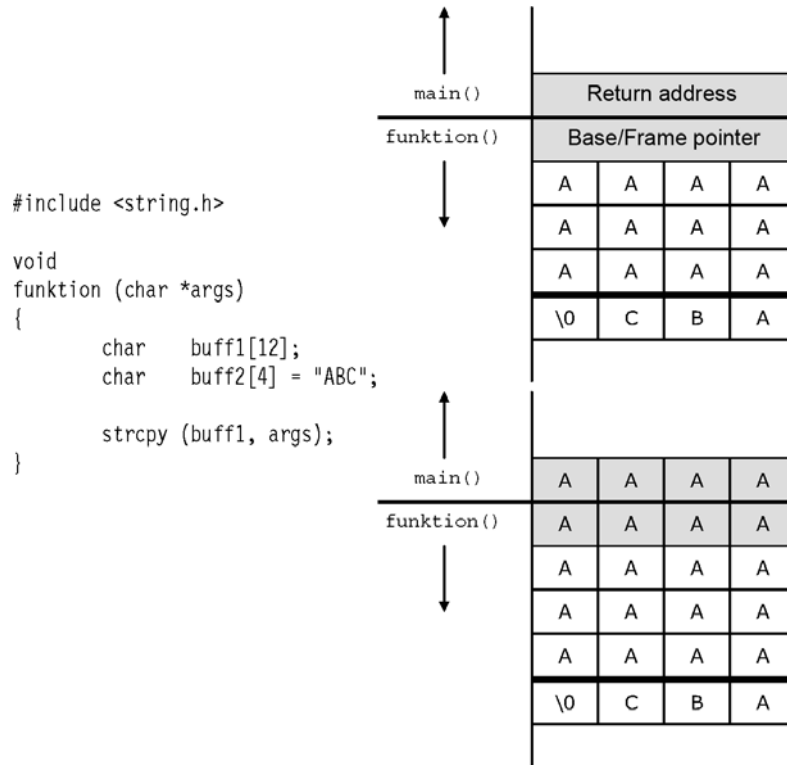 #include <string.h>
void
funktion (char *args)
{
char buff1[12];
char buff2[4] = "ABC";
strcpy (buff1, args);
}
main()
Return address
funktion()
Base/Frame pointer
A A A A
A A A A
A A A A
\0 C B A
main()
A A A A
funktion()
A A A A
A A A A
A A A A
A A A A
\0 C B A